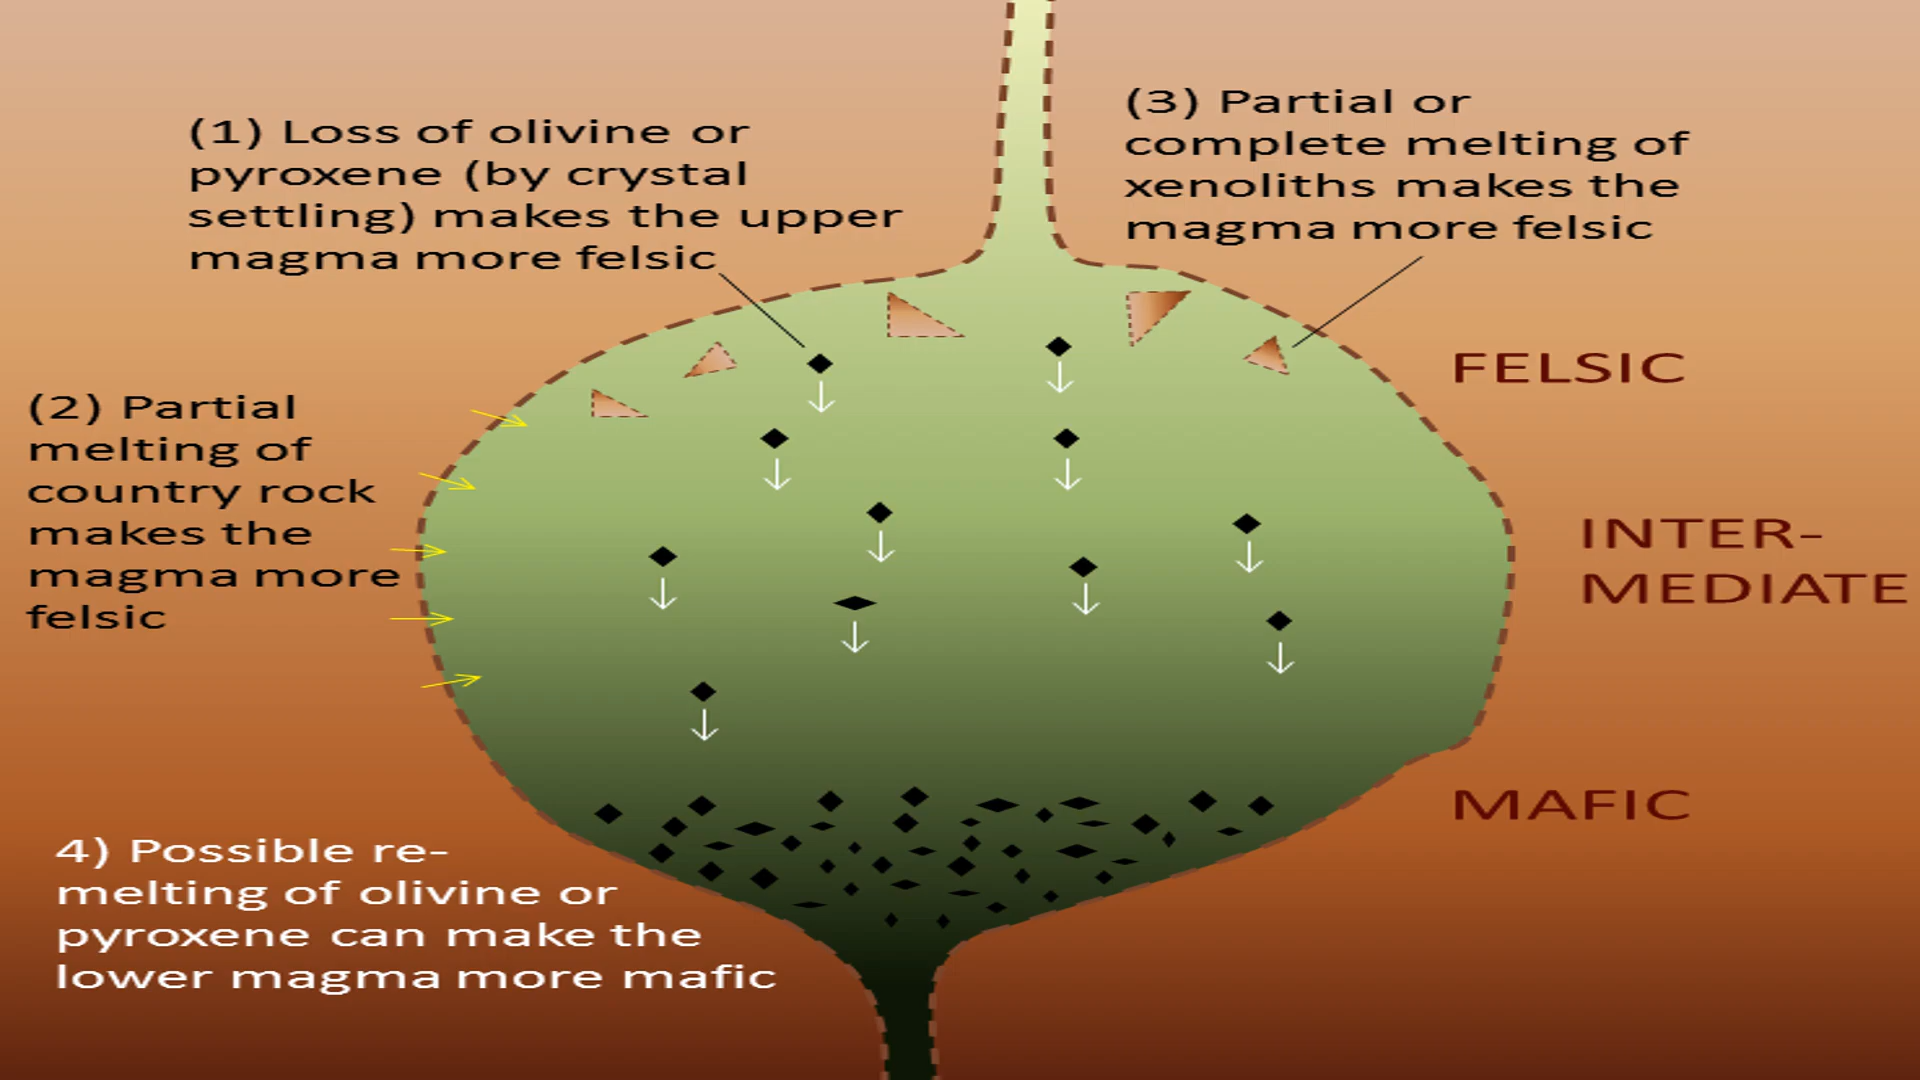 (1) Loss of olivine or
pyroxene (by crystal
settling) makes the upper
magma more felsic
(3) Partial or
complete melting of
xenoliths makes the
magma more felsic
FELSIC
(2) Partial
melting of
country rock
makes the
magma more
felsic
INTER-
MEDIATE
MAFIC
4) Possible re-
melting of olivine or
pyroxene can make the
lower magma more mafic